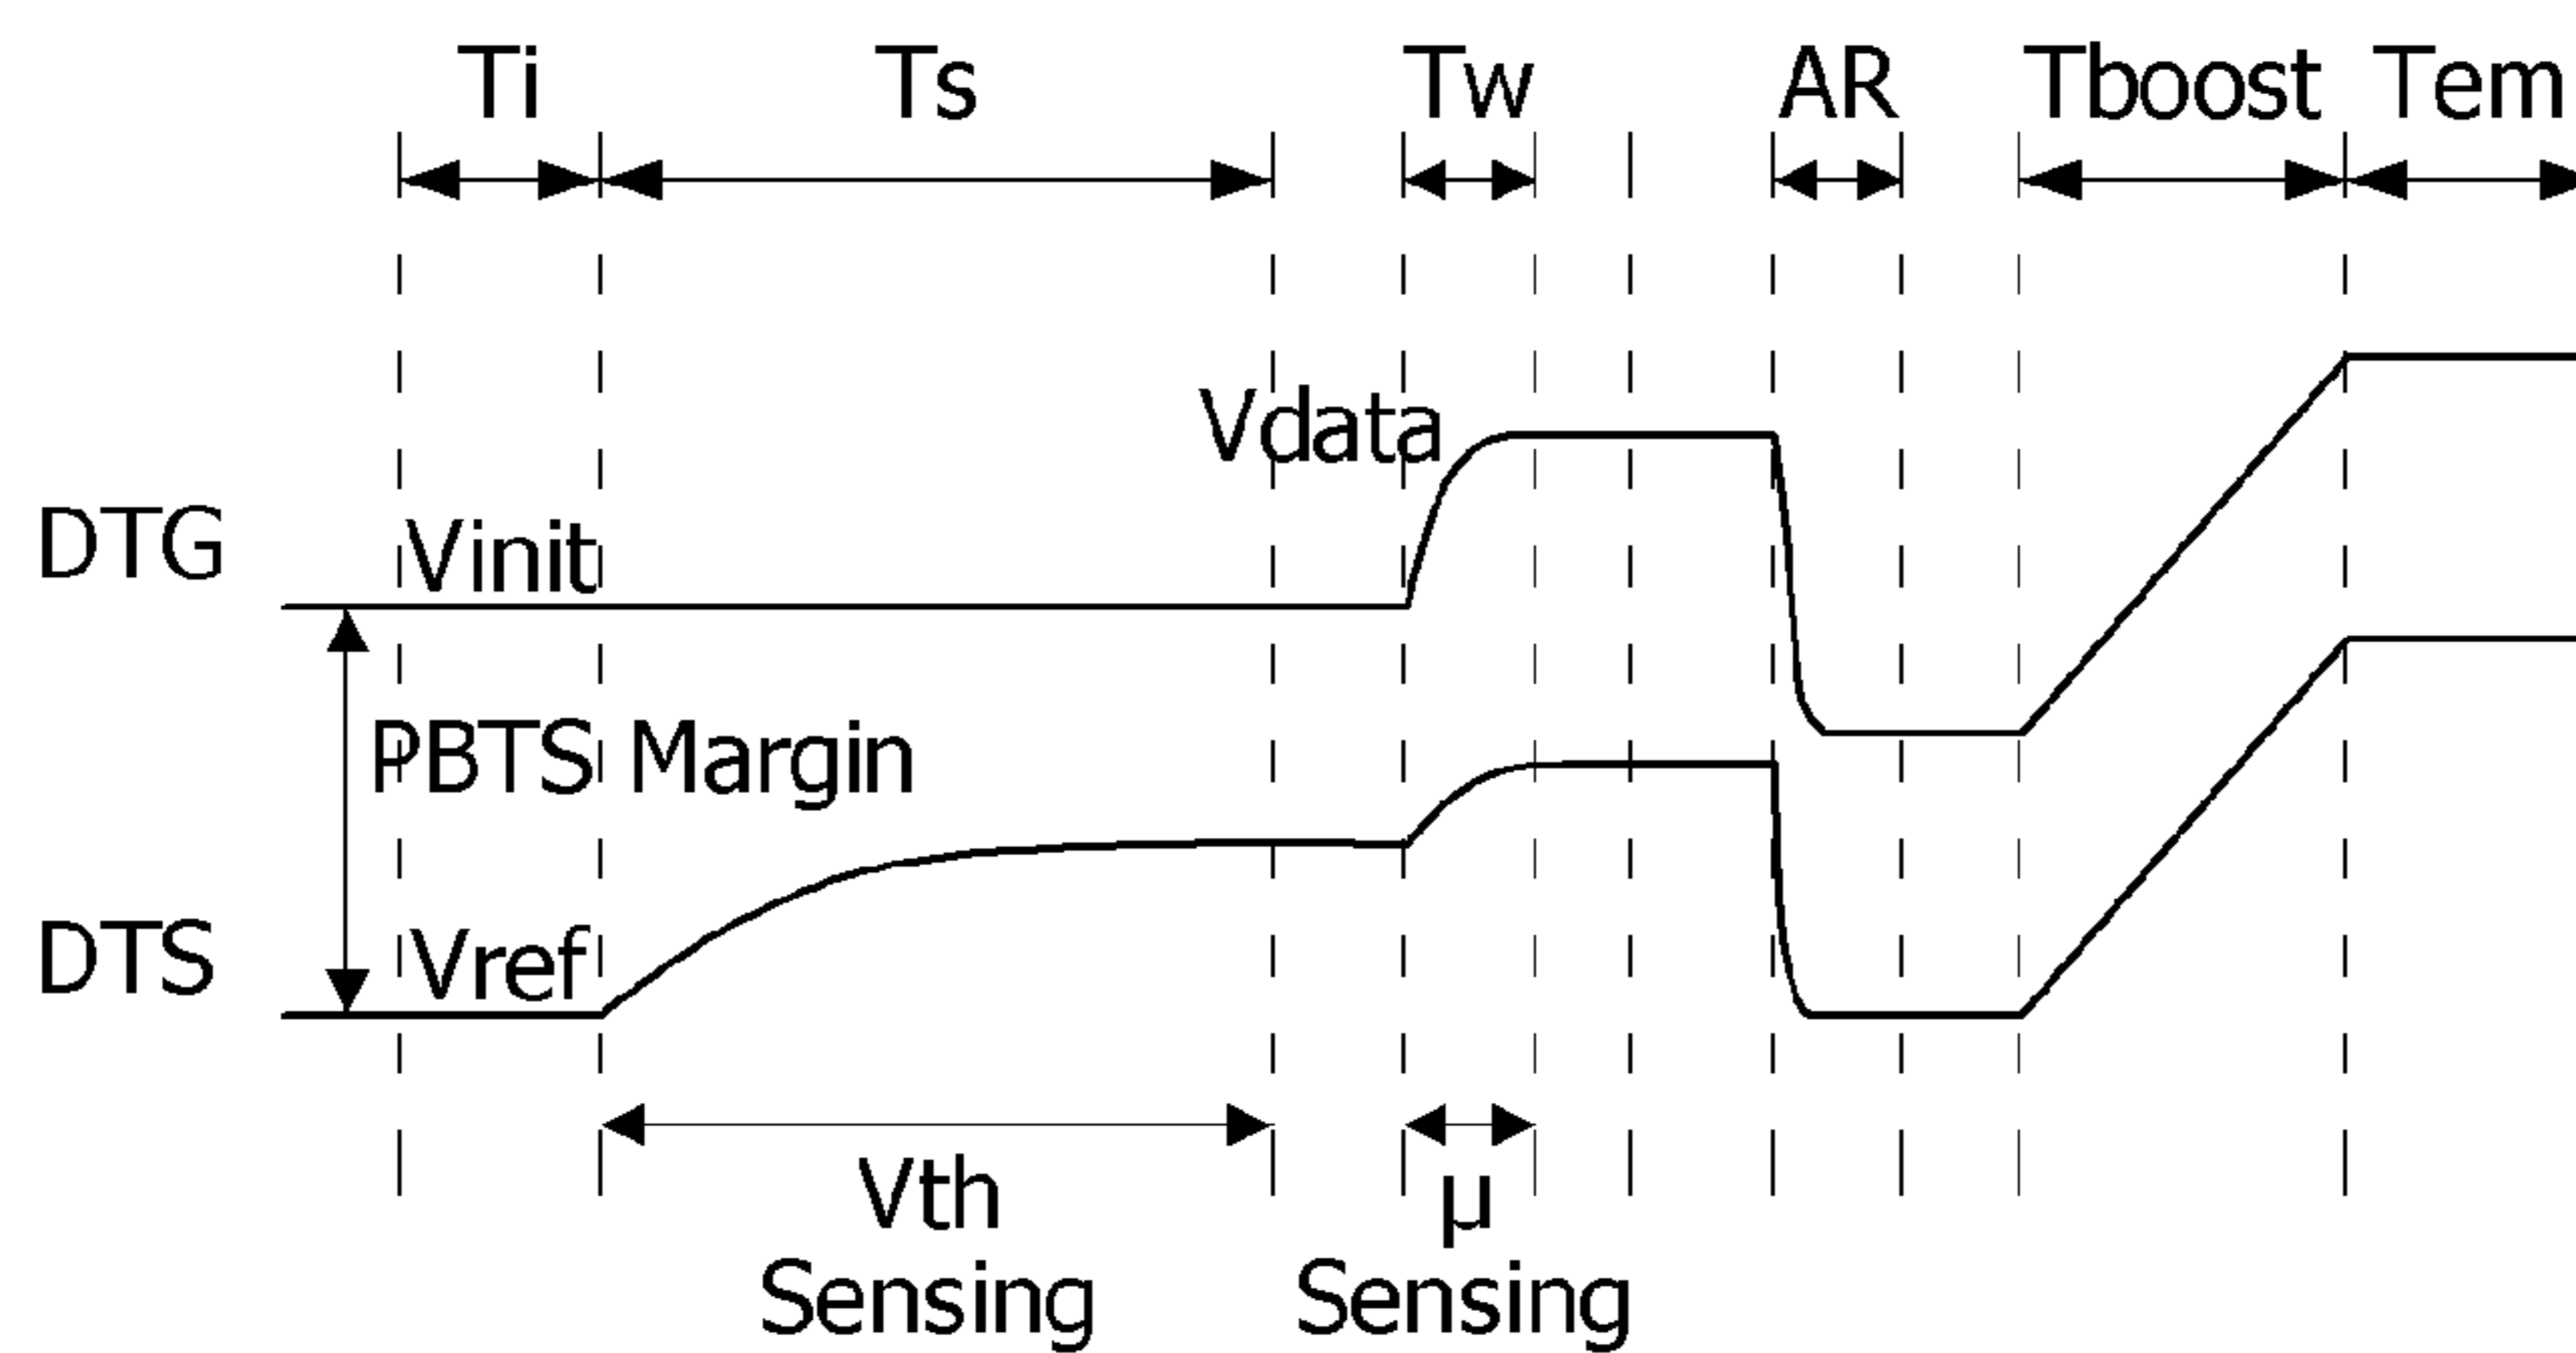 Ti Ts Tw AR Tboost Tem
Vdata
DTG Vinit
PBTS Margin
DTS Vref
Vth μ
Sensing Sensing